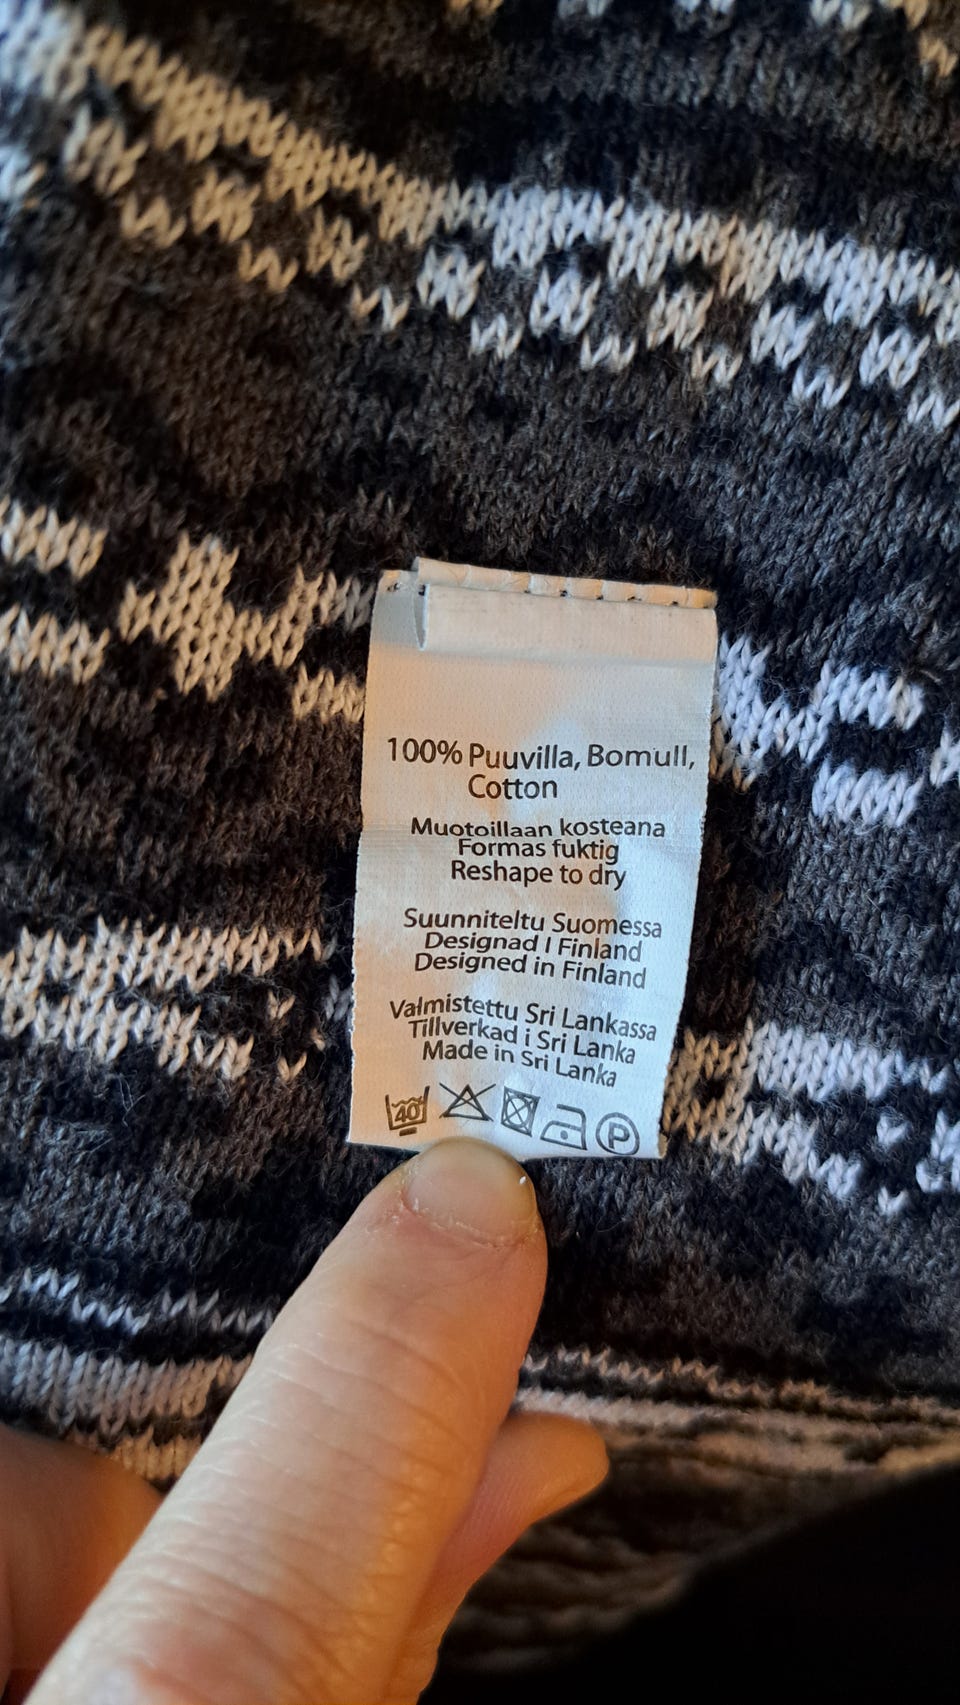 100% Puuvilla, Bomull,
Cotton
Muotoillaan kosteana
Formas fuktig
Reshape to dry
Suunniteltu Suomessa
Designad I Finland
Designed in Finland
Valmistettu Sri Lankassa
Tillverkad i Sri Lanka
Made in Sri Lanka
40 P